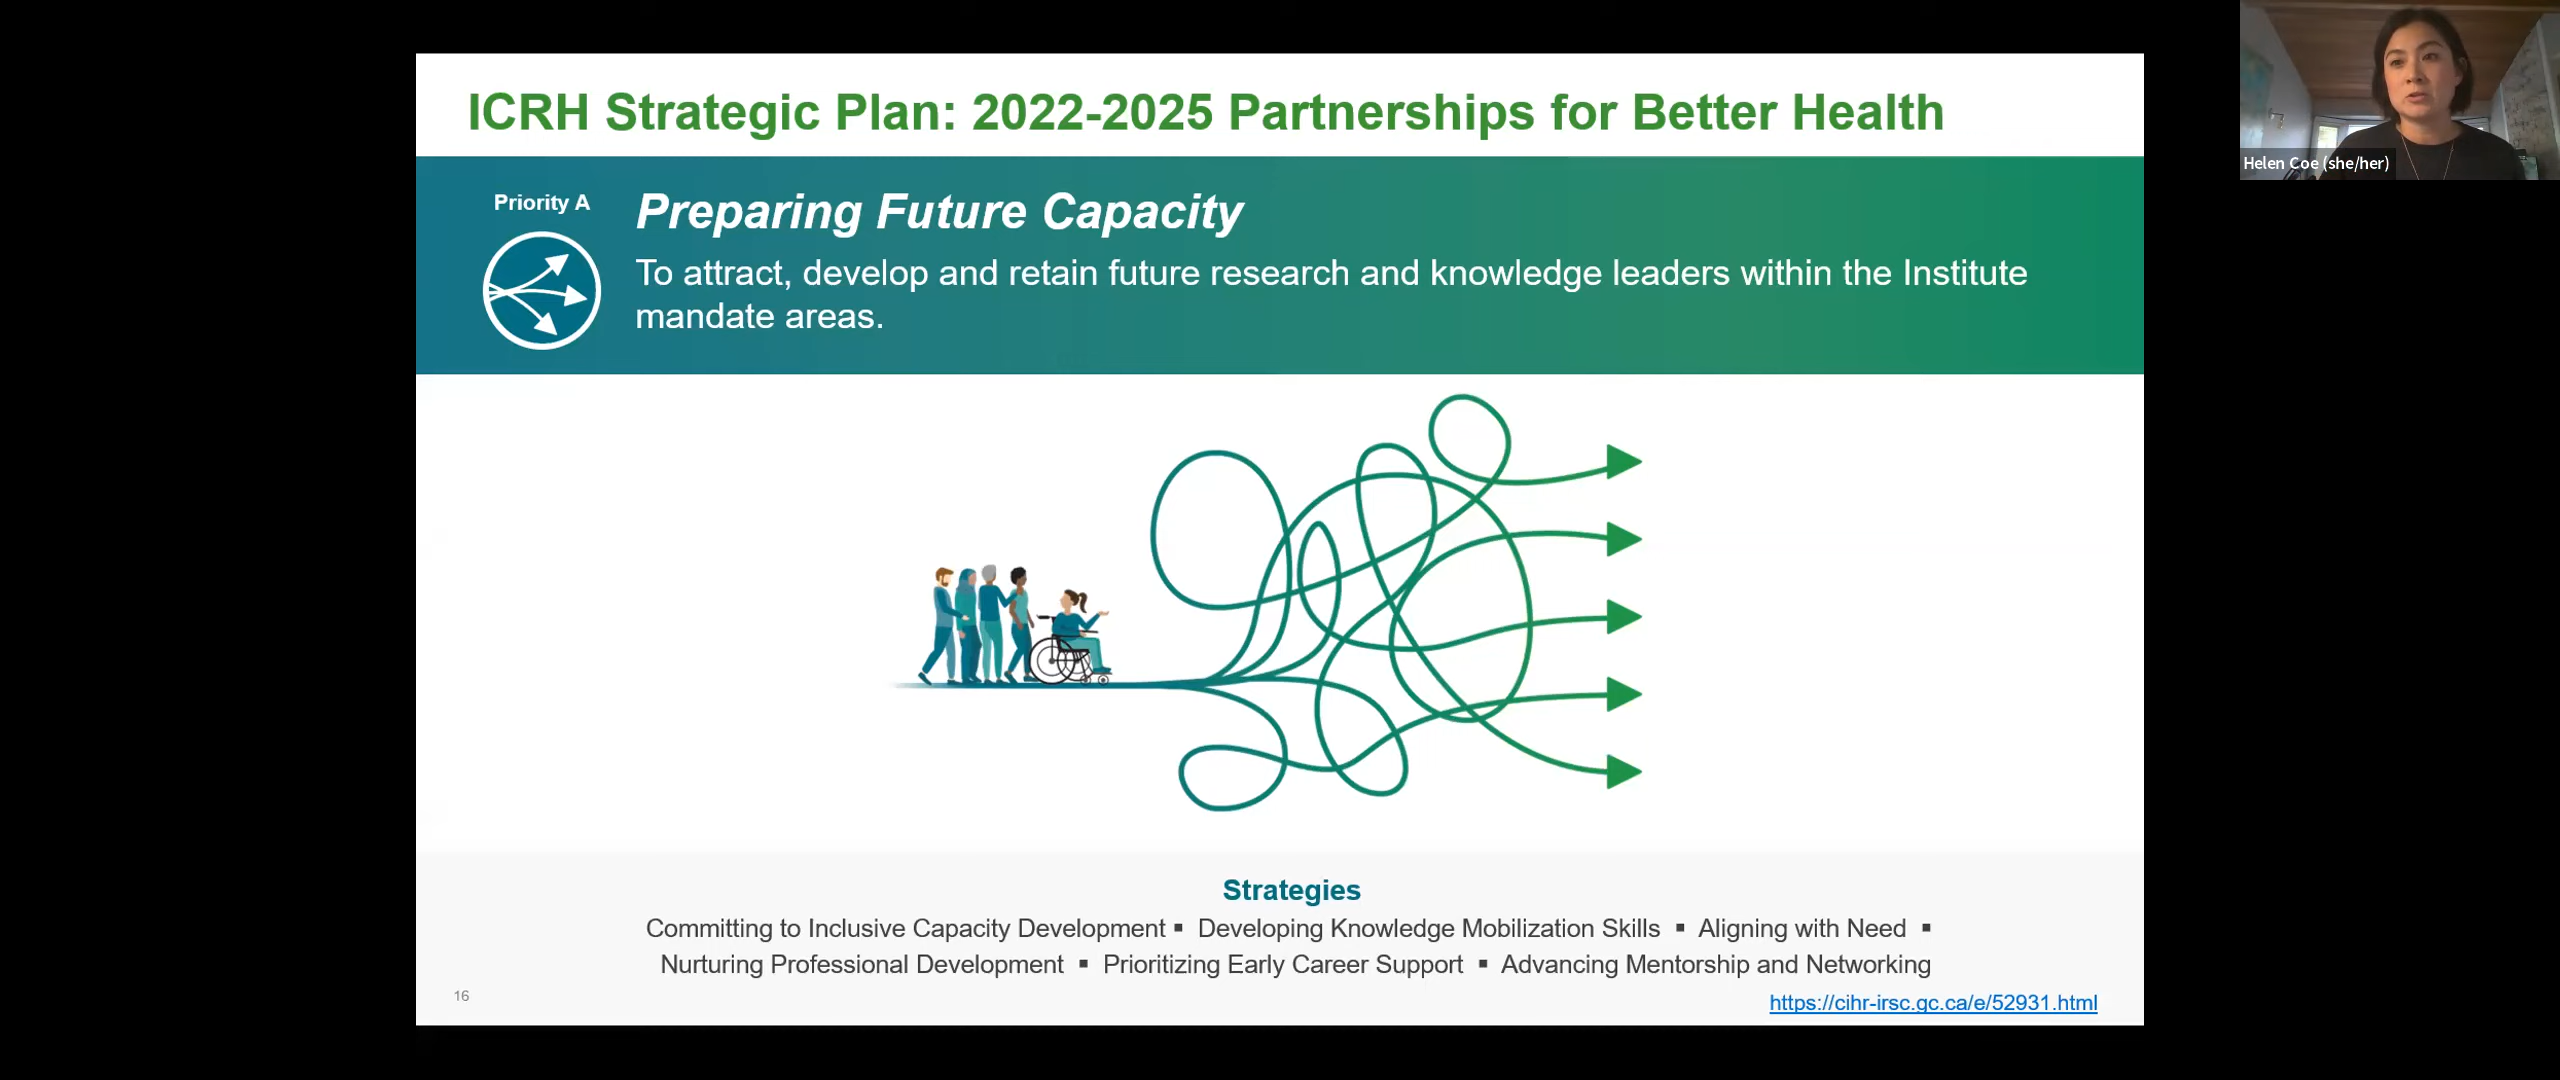 ICRH Strategic Plan: 2022-2025 Partnerships for Better Health
Priority A
Preparing Future Capacity
To attract, develop and retain future research and knowledge leaders within the Institute
mandate areas.
Strategies
Committing to Inclusive Capacity Development ▪ Developing Knowledge Mobilization Skills ▪ Aligning with Need ▪
Nurturing Professional Development ▪ Prioritizing Early Career Support ▪ Advancing Mentorship and Networking
16
https://cihr-irsc.gc.ca/e/52931.html
Helen Coe (she/her)